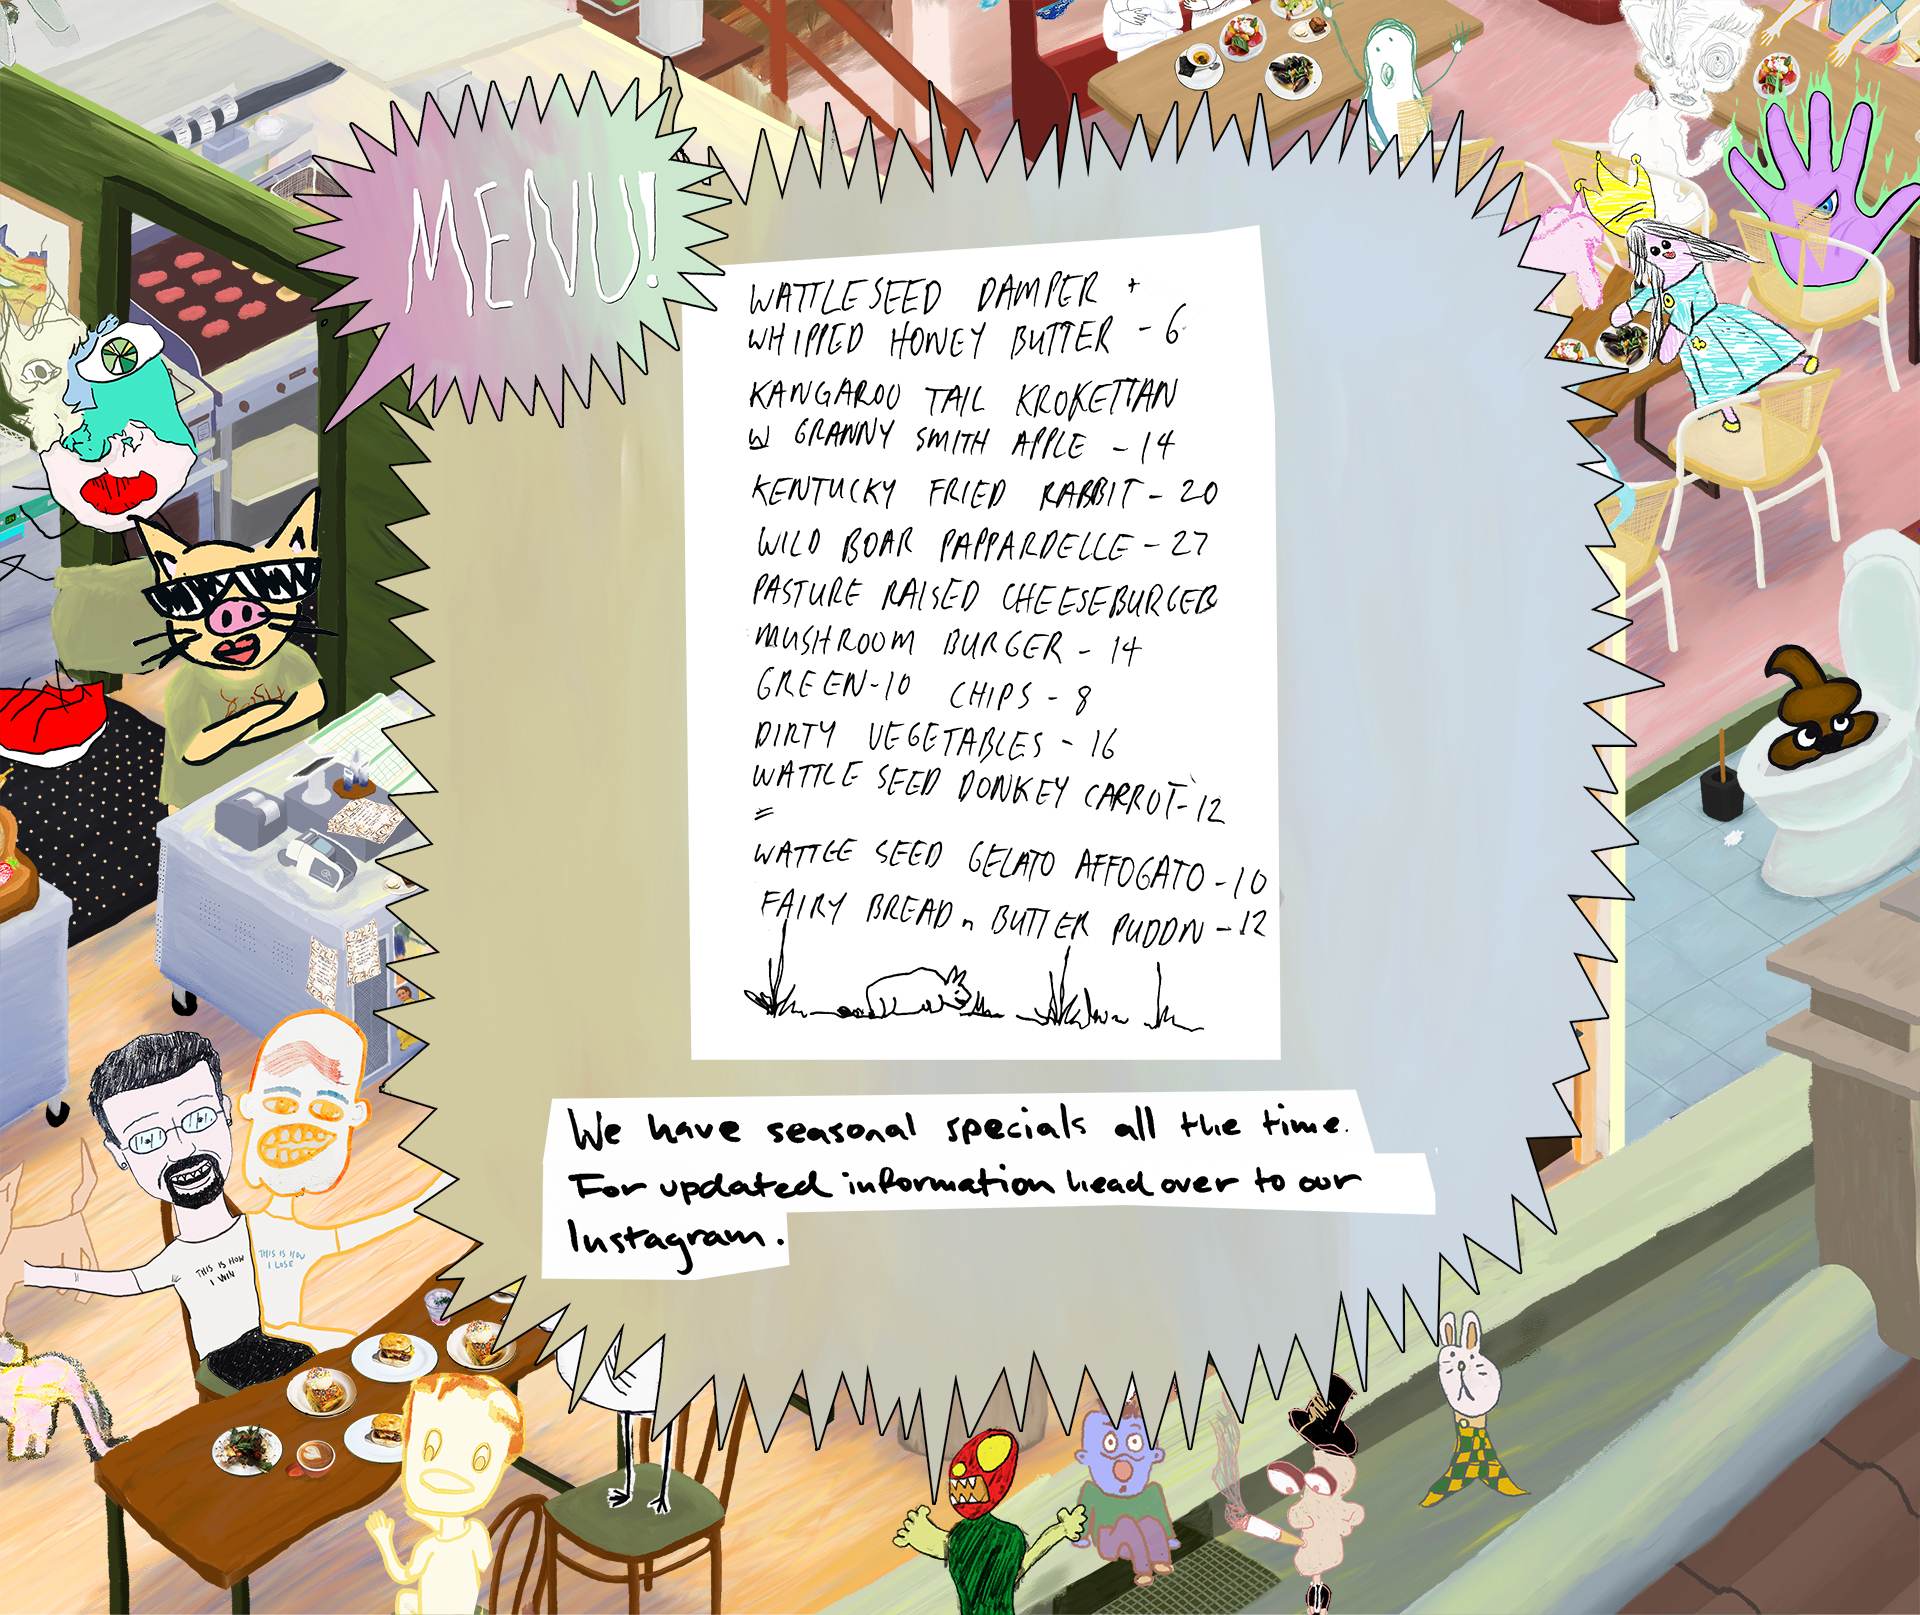 MENU!
WATTLESEED DAMPER +
WHIPPED HONEY BUTTER - 6
KANGAROO TAIL KROKETTAN
W GRANNY SMITH APPLE - 14
KENTUCKY FRIED RABBIT - 20
WILD BOAR PAPPARDELLE - 27
PASTURE RAISED CHEESEBURGER
MUSHROOM BURGER - 14
GREEN-10 CHIPS - 8
DIRTY VEGETABLES - 16
WATTLE SEED DONKEY CARROT - 12
=
WATTLE SEED GELATO AFFOGATO - 10
FAIRY BREAD n BUTTER PUDDN - 12
We have seasonal specials all the time.
For updated information head over to our
Instagram.
THIS IS HOW
I WIN
THIS IS HOW
I LOSE